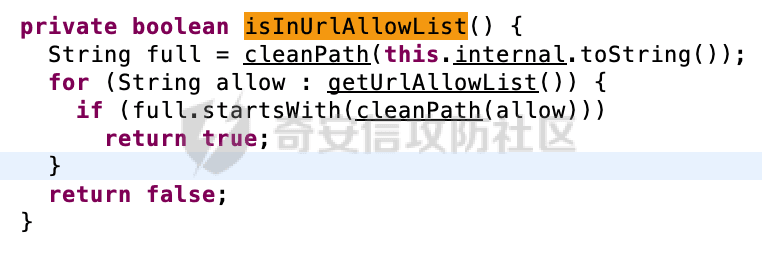 private boolean isInUrlAllowList() {
String full = cleanPath(this.internal.toString());
for (String allow : getUrlAllowList()) {
if (full.startsWith(cleanPath(allow)))
return true;
}
return false;
}
奇安信攻防社区